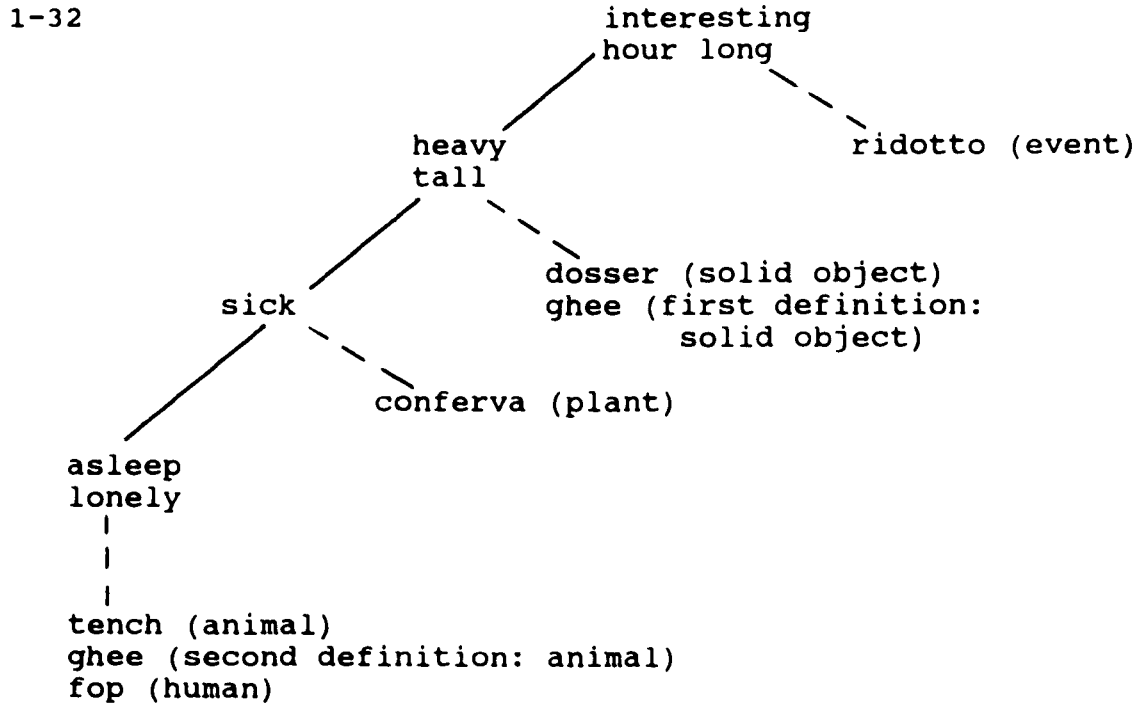 1-32
interesting
hour long
heavy
tall
ridotto (event)
dosser (solid object)
ghee (first definition:
solid object)
sick
conferva (plant)
asleep
lonely
tench (animal)
ghee (second definition: animal)
fop (human)